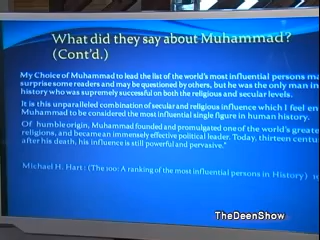 What did they say about Muhammad?
(Cont'd.)
My Choice of Muhammad to lead the list of the world's most influential persons
surprise some readers and may be questioned by others, but he was the only man in
history who was supremely successful on both the religious and secular levels.
It is this unparalleled combination of secular and religious influence which I feel
Muhammad to be considered the most influential single figure in human history.
Of humble origin, Muhammad founded and promulgated one of the world's
religions, and became an immensely effective political leader. Today, thirteen
after his death, his influence is still powerful and pervasive."
Michael H. Hart : (The 100: A ranking of the most influential persons in History)
TheDeenShow